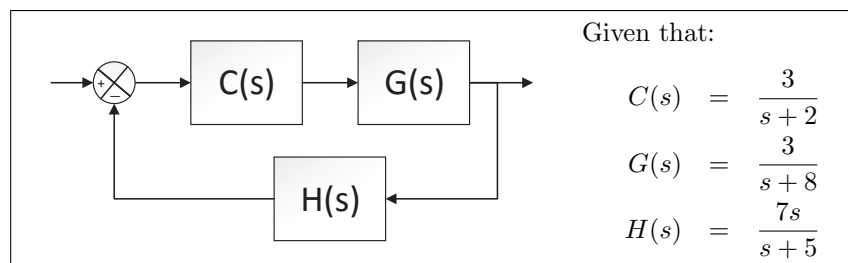 Given that:
+
−
C(s)
G(s)
H(s)
C(s) = 3/(s + 2)
G(s) = 3/(s + 8)
H(s) = 7s/(s + 5)